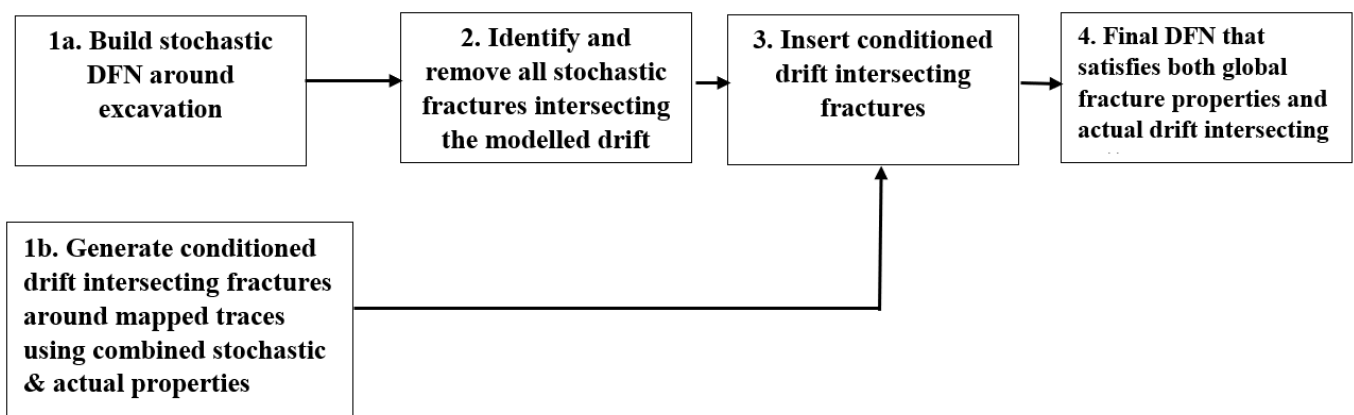 1a. Build stochastic
DFN around
excavation
2. Identify and
remove all stochastic
fractures intersecting
the modelled drift
3. Insert conditioned
drift intersecting
fractures
4. Final DFN that
satisfies both global
fracture properties and
actual drift intersecting
1b. Generate conditioned
drift intersecting fractures
around mapped traces
using combined stochastic
& actual properties